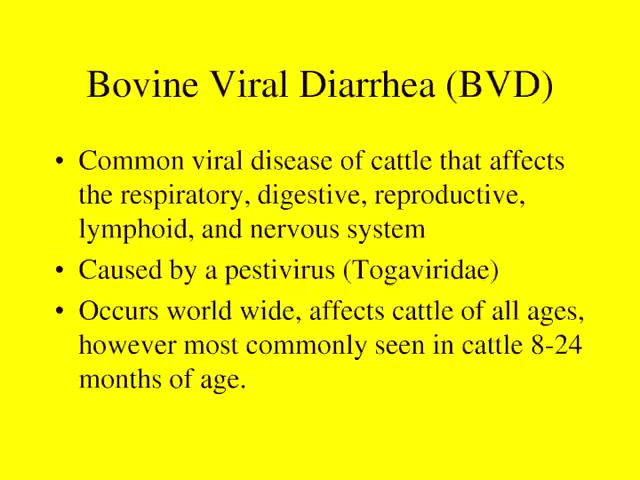 Bovine Viral Diarrhea (BVD)
• Common viral disease of cattle that affects
the respiratory, digestive, reproductive,
lymphoid, and nervous system
• Caused by a pestivirus (Togaviridae)
• Occurs world wide, affects cattle of all ages,
however most commonly seen in cattle 8-24
months of age.